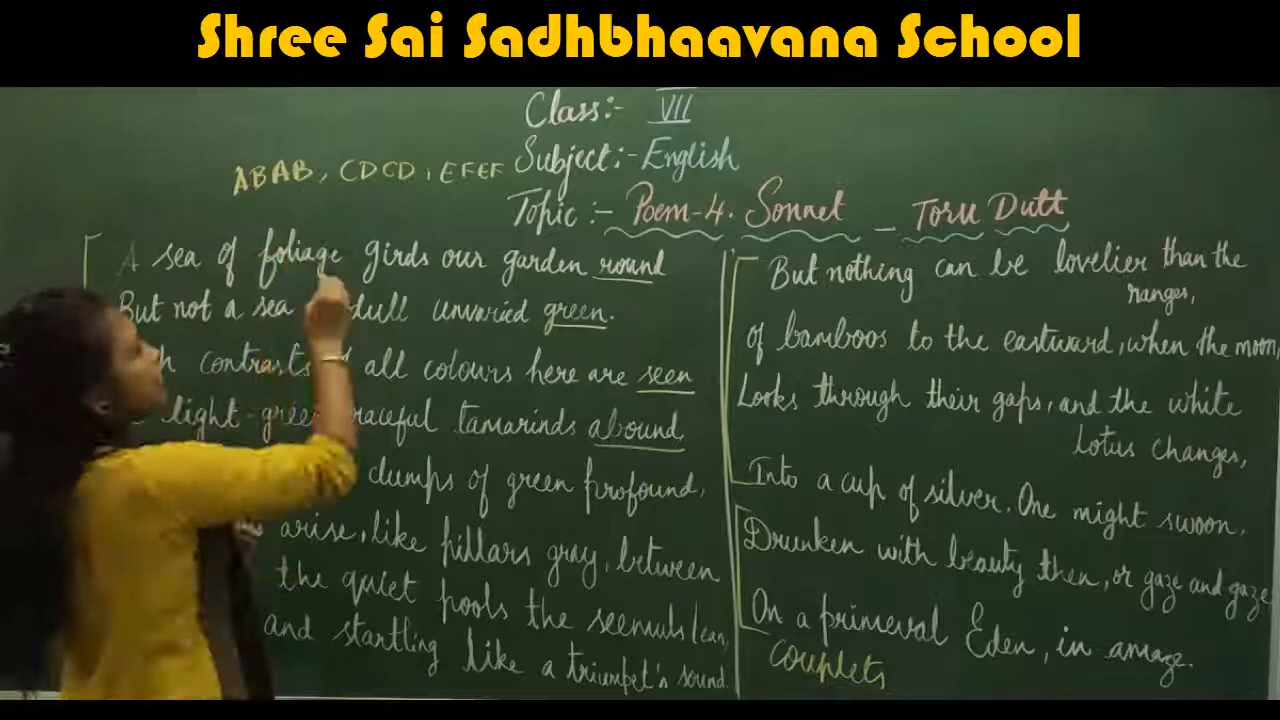 Shree Sai Sadhbhaavana School
Class:- VII
Subject:- English
ABAB, CDCD, EFEF
Topic:- Poem-4. Sonnet - Toru Dutt
A sea of foliage girds our garden round
But not a sea dull unvaried green.
contrasts all colours here are seen
light-green graceful tamarinds abound
clumps of green profound,
arise, like pillars gray, between
the quiet pools the seemuls lean,
and startling like a triumpet's sound.
But nothing can be lovelier than the
ranges,
of bamboos to the eastward, when the moon,
Looks through their gaps, and the white
lotus changes,
Into a cup of silver. One might swoon,
Drunken with beauty then, or gaze and gaze
On a primeval Eden, in amaze.
couplets